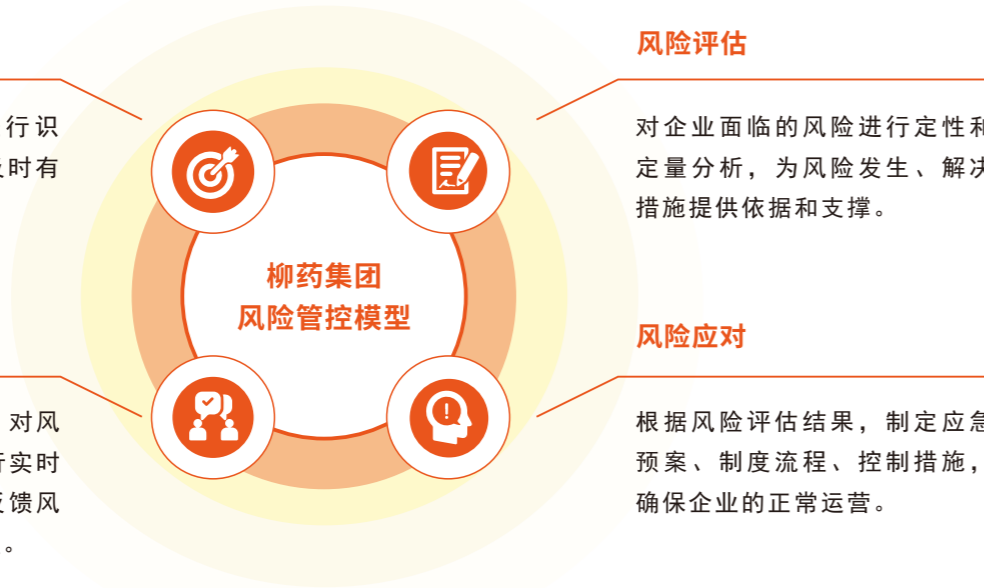 行识
及时有
风险评估
对企业面临的风险进行定性和
定量分析，为风险发生、解决
措施提供依据和支撑。
柳药集团
风险管控模型
对风
行实时
反馈风
。
风险应对
根据风险评估结果，制定应急
预案、制度流程、控制措施，
确保企业的正常运营。